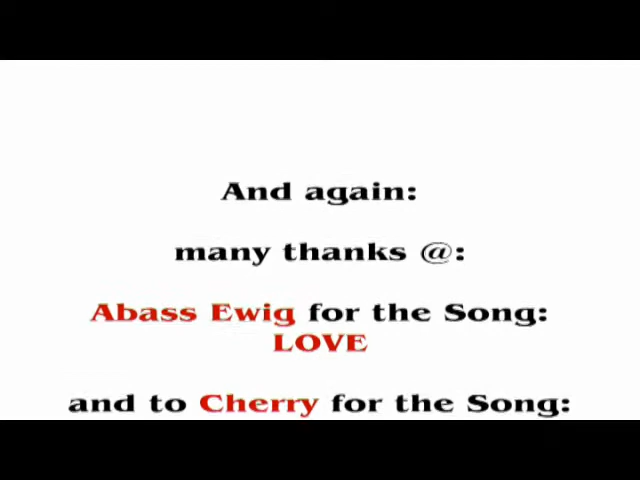 And again:
many thanks @:
Abass Ewig for the Song:
LOVE
and to Cherry for the Song: